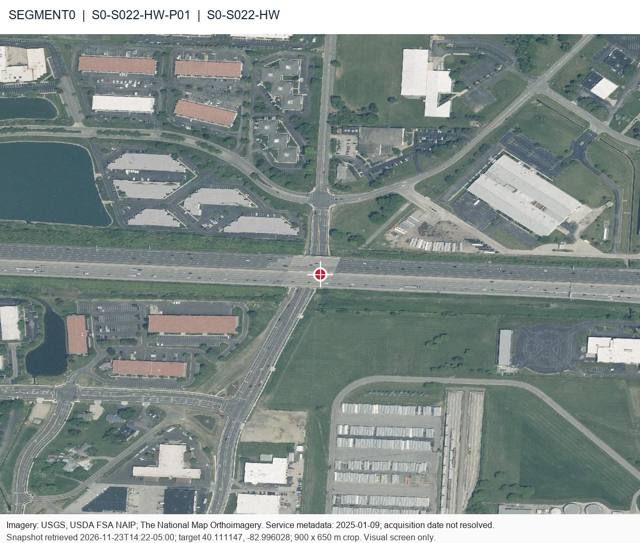 SEGMENT0 | S0-S022-HW-P01 | S0-S022-HW
Imagery: USGS, USDA FSA NAIP; The National Map Orthoimagery. Service metadata: 2025-01-09; acquisition date not resolved.
Snapshot retrieved 2026-11-23T14:22-05:00; target 40.111147, -82.996028; 900 x 650 m crop. Visual screen only.